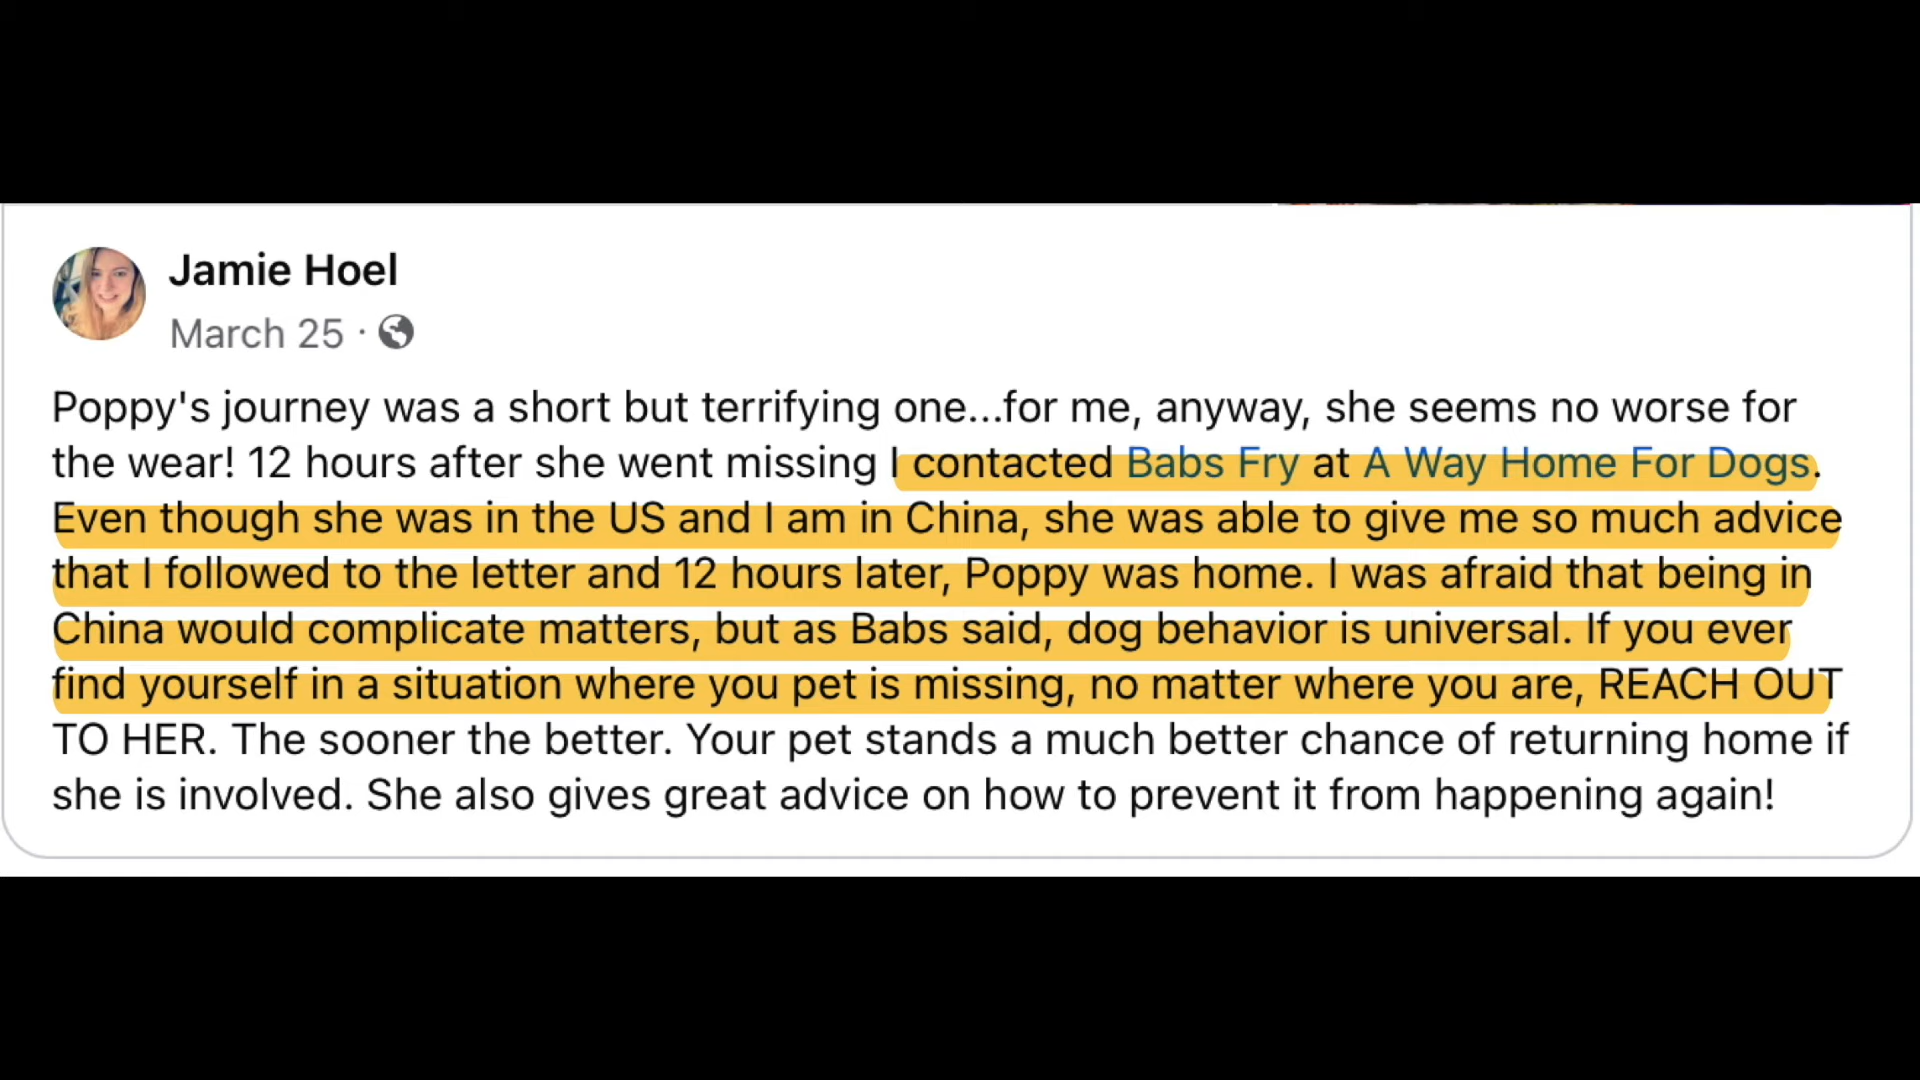 Jamie Hoel
March 25 ·
Poppy's journey was a short but terrifying one...for me, anyway, she seems no worse for
the wear! 12 hours after she went missing I contacted Babs Fry at A Way Home For Dogs.
Even though she was in the US and I am in China, she was able to give me so much advice
that I followed to the letter and 12 hours later, Poppy was home. I was afraid that being in
China would complicate matters, but as Babs said, dog behavior is universal. If you ever
find yourself in a situation where you pet is missing, no matter where you are, REACH OUT
TO HER. The sooner the better. Your pet stands a much better chance of returning home if
she is involved. She also gives great advice on how to prevent it from happening again!